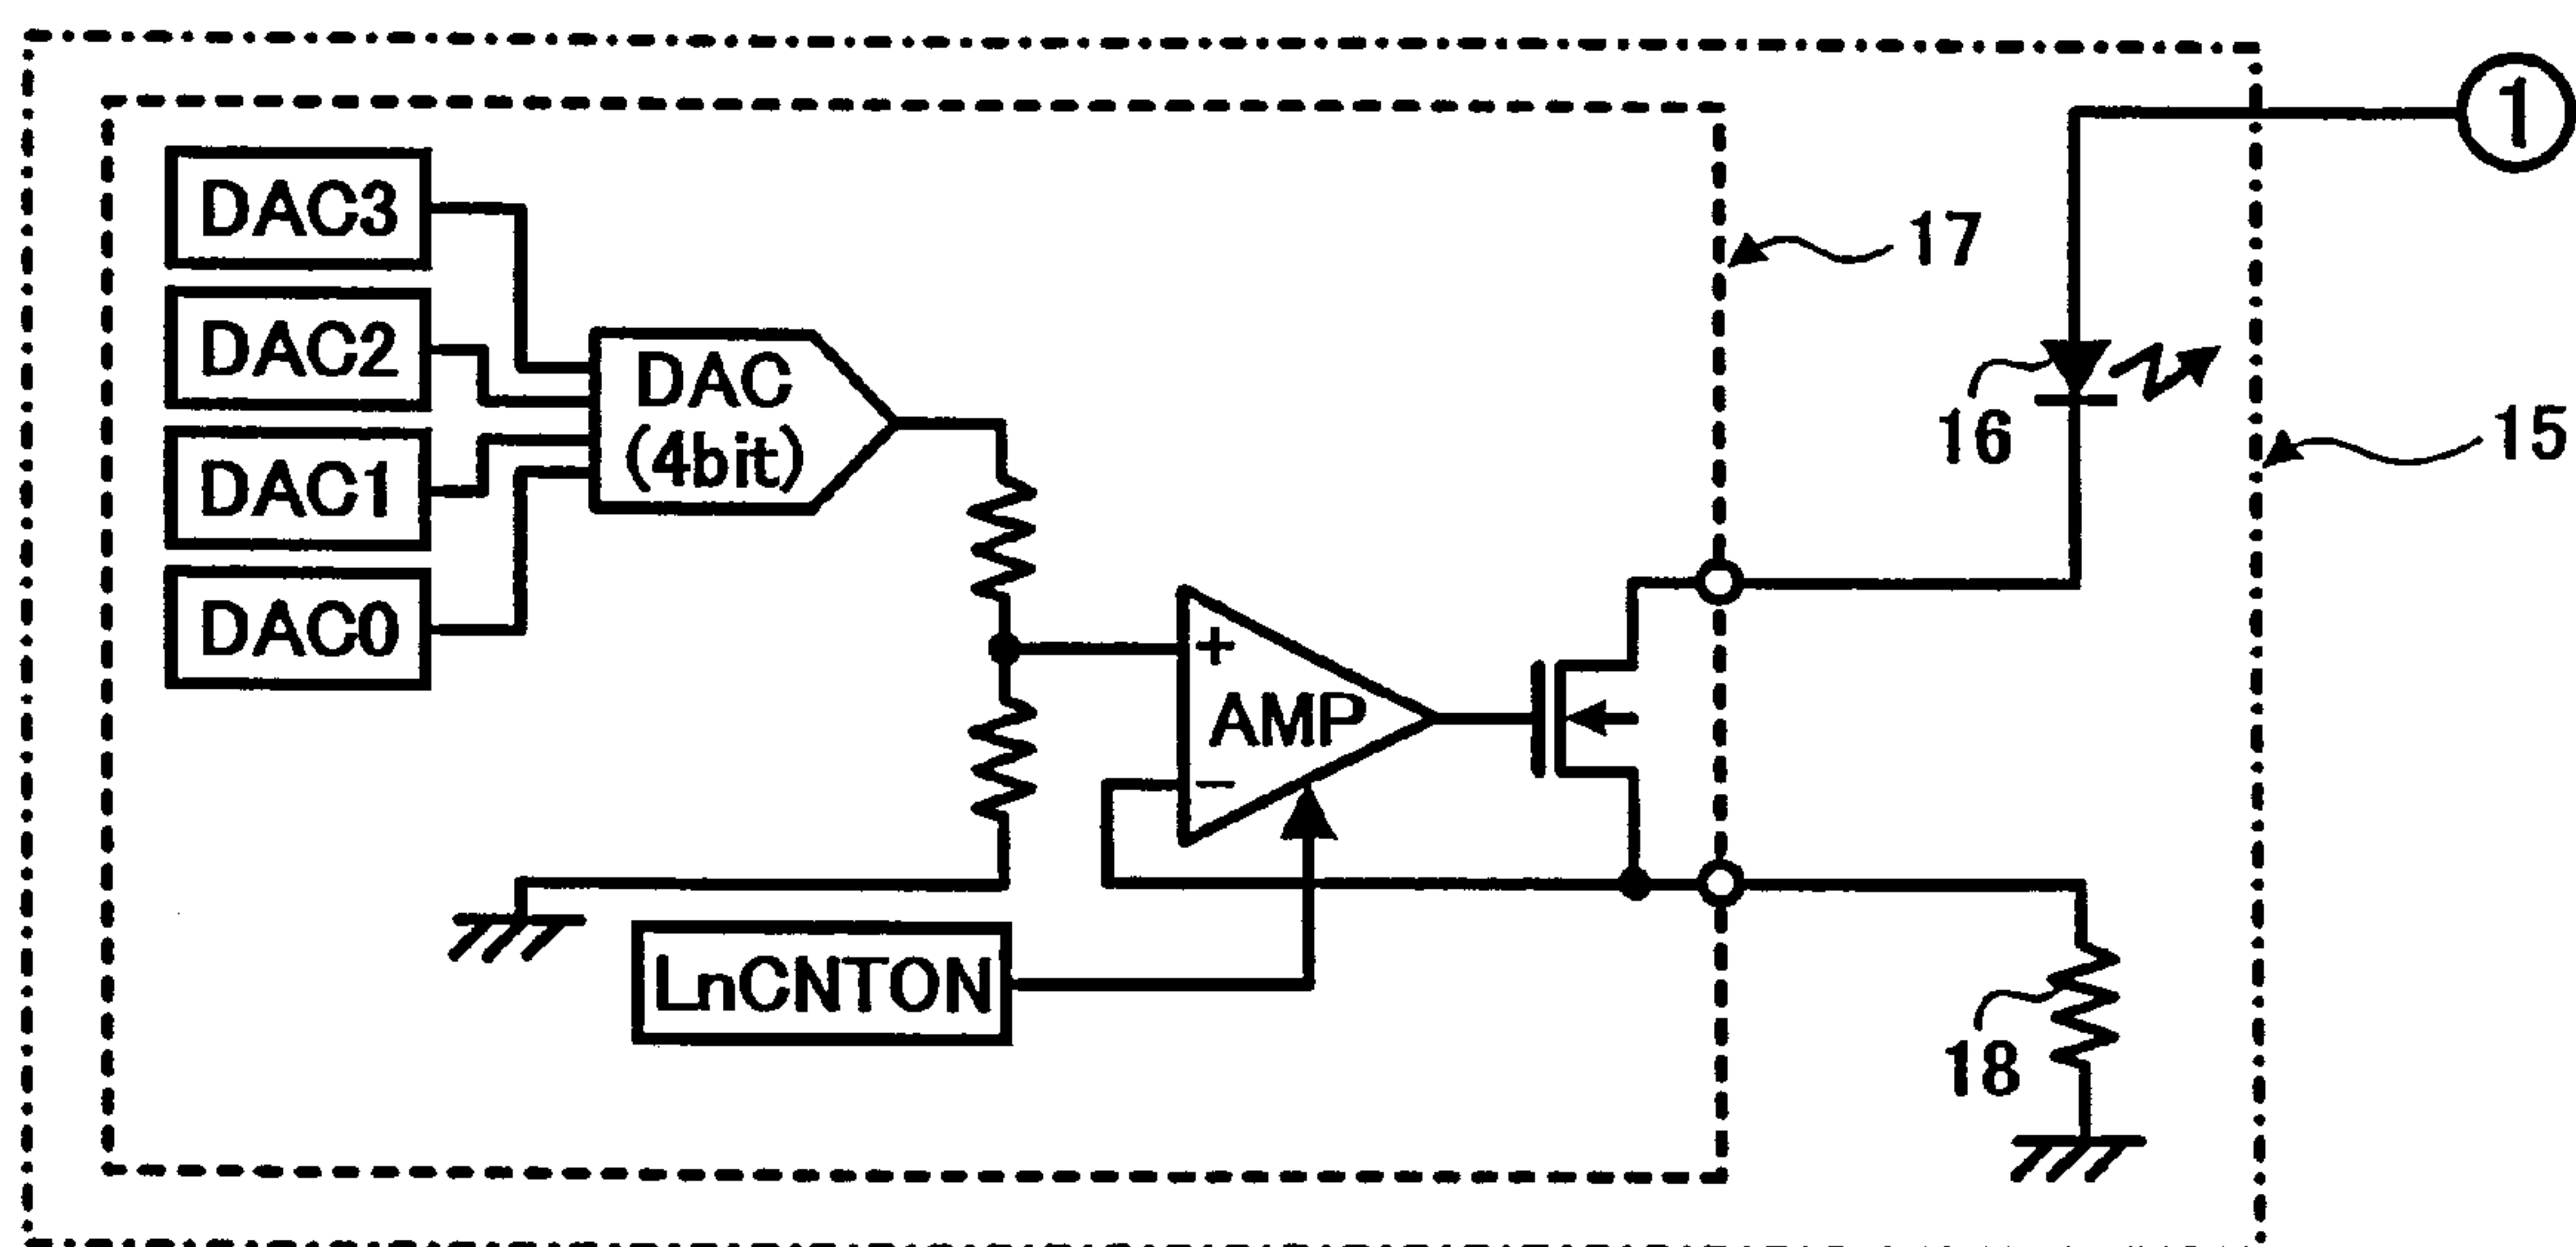 1
DAC3
17
DAC2
DAC
(4bit)
16
15
DAC1
DAC0
+
AMP
−
LnCNTON
18